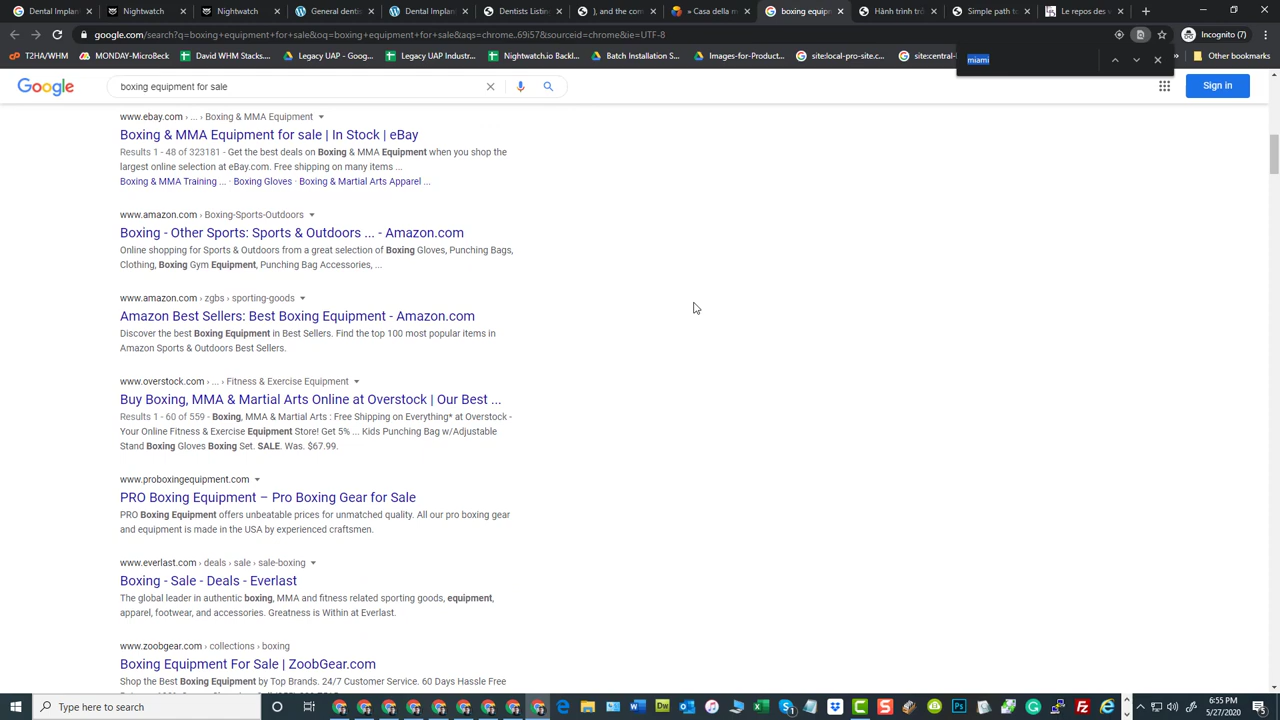 Dental Impla
Nightwing |
Nightwing |
Dental Impla
Dental Impla
Dentists Listin
), and the com
» Casa della m
boxing equip
Hành trình trở
Simple pad th
Le repos des v
google.com/search?q=boxing+equipment+for+sale&oq=boxing+equipment+for+sale&aqs=chrome..69i57&sourceid=chrome&ie=UTF-8
Incognito (7)
T2HA/WHM
MONDAY-MicroBeck
David WHM Stacks....
Legacy UAP - Googl...
Legacy UAP - Googl...
Nightwitch.io Backl...
Batch Installation S...
Images-for-Produc...
sitelocal-pro-site.c...
sitecentral-
Other bookmarks
miami
Google
boxing equipment for sale
Sign in
www.ebay.com › ... › Boxing & MMA Equipment
Boxing & MMA Equipment for sale | In Stock | eBay
Results 1 - 48 of 323181 - Get the best deals on Boxing & MMA Equipment when you shop the
largest online selection at eBay.com. Free shipping on many items ...
Boxing & MMA Training ... · Boxing Gloves · Boxing & Martial Arts Apparel ...
www.amazon.com › Boxing-Sports-Outdoors
Boxing - Other Sports: Sports & Outdoors ... - Amazon.com
Online shopping for Sports & Outdoors from a great selection of Boxing Gloves, Punching Bags,
Clothing, Boxing Gym Equipment, Punching Bag Accessories, ...
www.amazon.com › zgbs › sporting-goods
Amazon Best Sellers: Best Boxing Equipment - Amazon.com
Discover the best Boxing Equipment in Best Sellers. Find the top 100 most popular items in
Amazon Sports & Outdoors Best Sellers.
www.overstock.com › ... › Fitness & Exercise Equipment
Buy Boxing, MMA & Martial Arts Online at Overstock | Our Best ...
Results 1 - 60 of 559 - Boxing, MMA & Martial Arts : Free Shipping on Everything* at Overstock -
Your Online Fitness & Exercise Equipment Store! Get 5% ... Kids Punching Bag w/Adjustable
Stand Boxing Gloves Boxing Set. SALE. Was. $67.99.
www.proboxingequipment.com
PRO Boxing Equipment – Pro Boxing Gear for Sale
PRO Boxing Equipment offers unbeatable prices for unmatched quality. All our pro boxing gear
and equipment is made in the USA by experienced craftsmen.
www.everlast.com › deals › sale › sale-boxing
Boxing - Sale - Deals - Everlast
The global leader in authentic boxing, MMA and fitness related sporting goods, equipment,
apparel, footwear, and accessories. Greatness is Within at Everlast.
www.zoobgear.com › collections › boxing
Boxing Equipment For Sale | ZoobGear.com
Shop the Best Boxing Equipment by Top Brands. 24/7 Customer Service. 60 Days Hassle Free
Type here to search
6:55 PM
5/27/2020